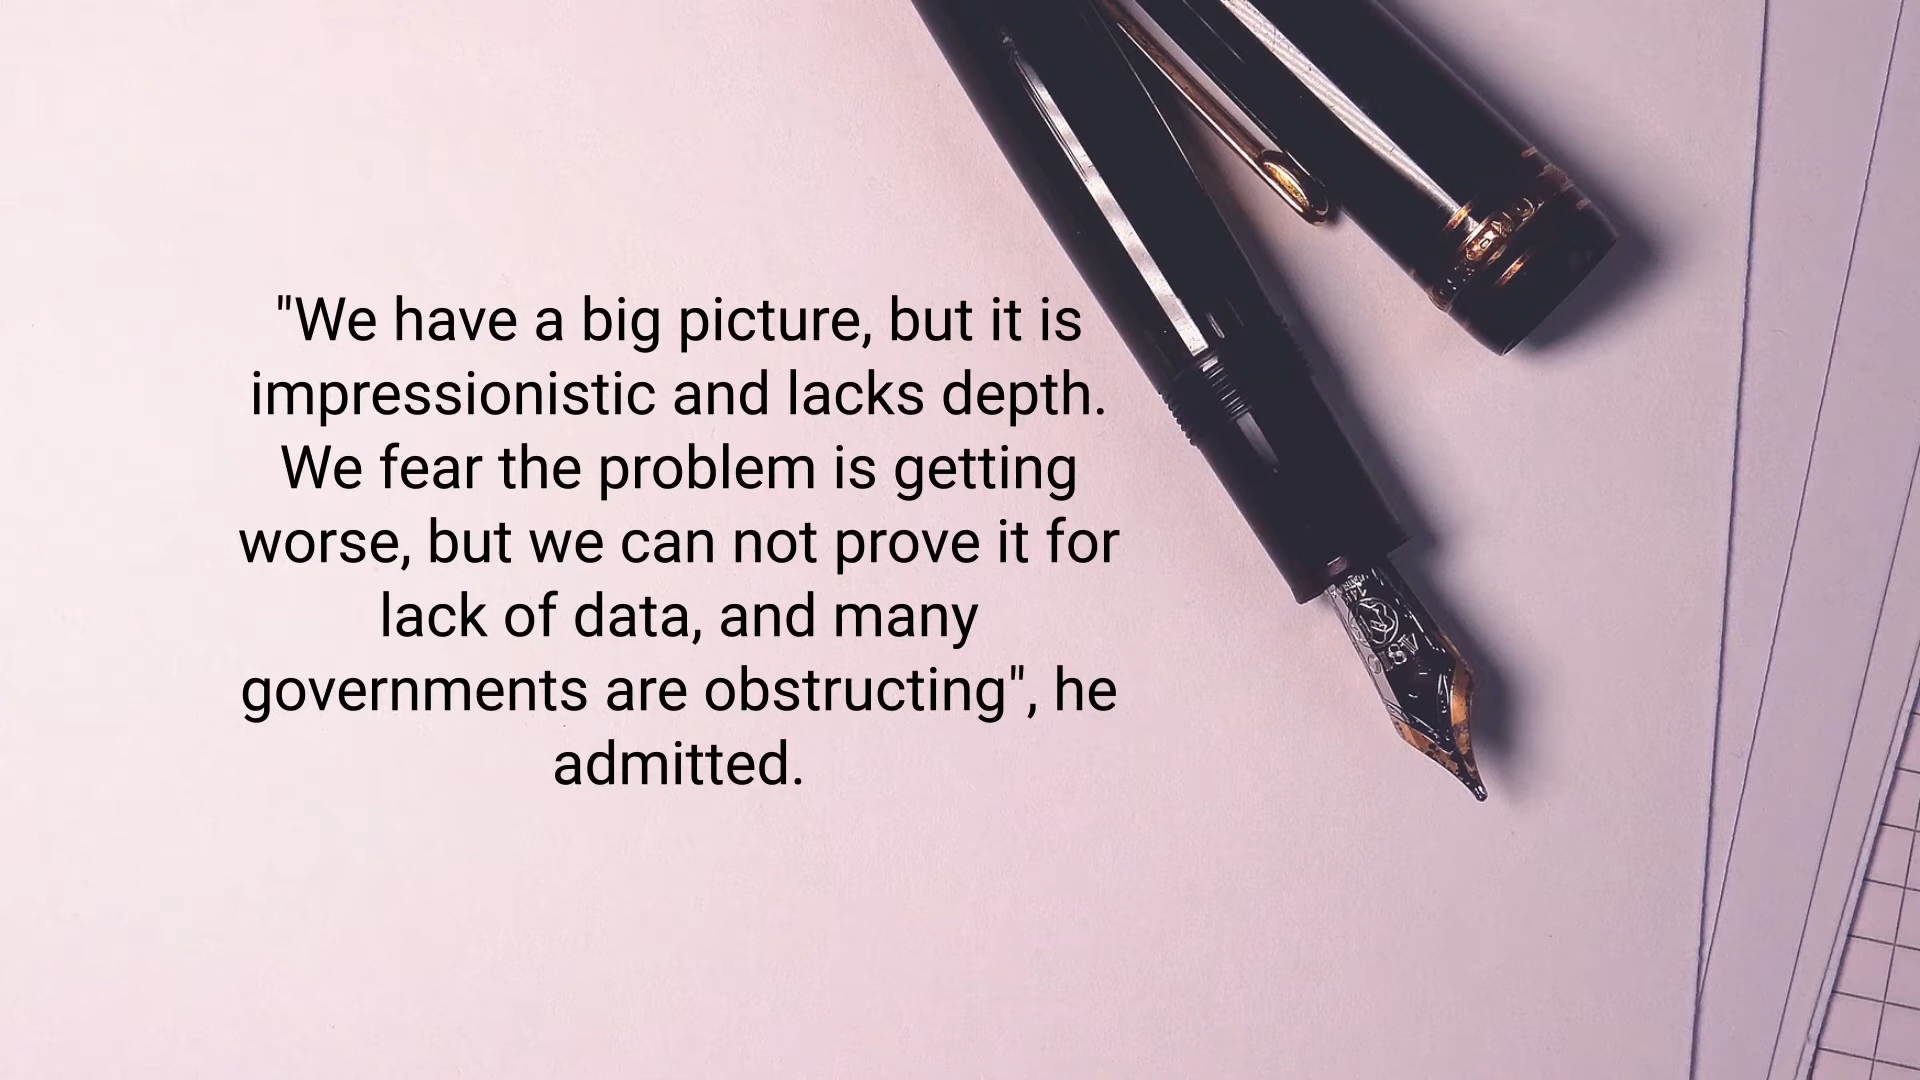 "We have a big picture, but it is
impressionistic and lacks depth.
We fear the problem is getting
worse, but we can not prove it for
lack of data, and many
governments are obstructing", he
admitted.